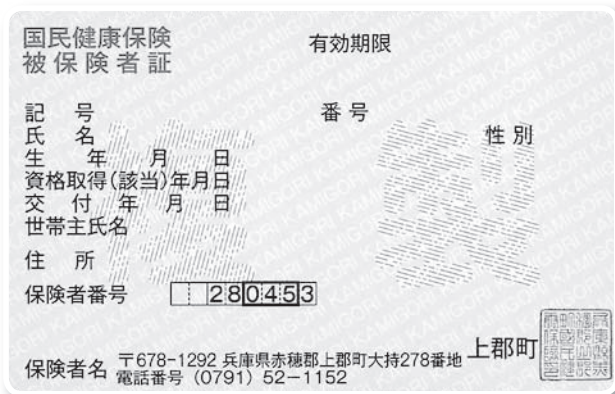 国民健康保険
被保険者証
有効期限
記 号
番 号
氏 名
性 別
生 年 月 日
資格取得(該当)年月日
交 付 年 月 日
世帯主氏名
住 所
保険者番号 280453
保険者名 〒678-1292 兵庫県赤穂郡上郡町大持278番地 上郡町
電話番号 (0791) 52-1152
複製
KAMIGORI